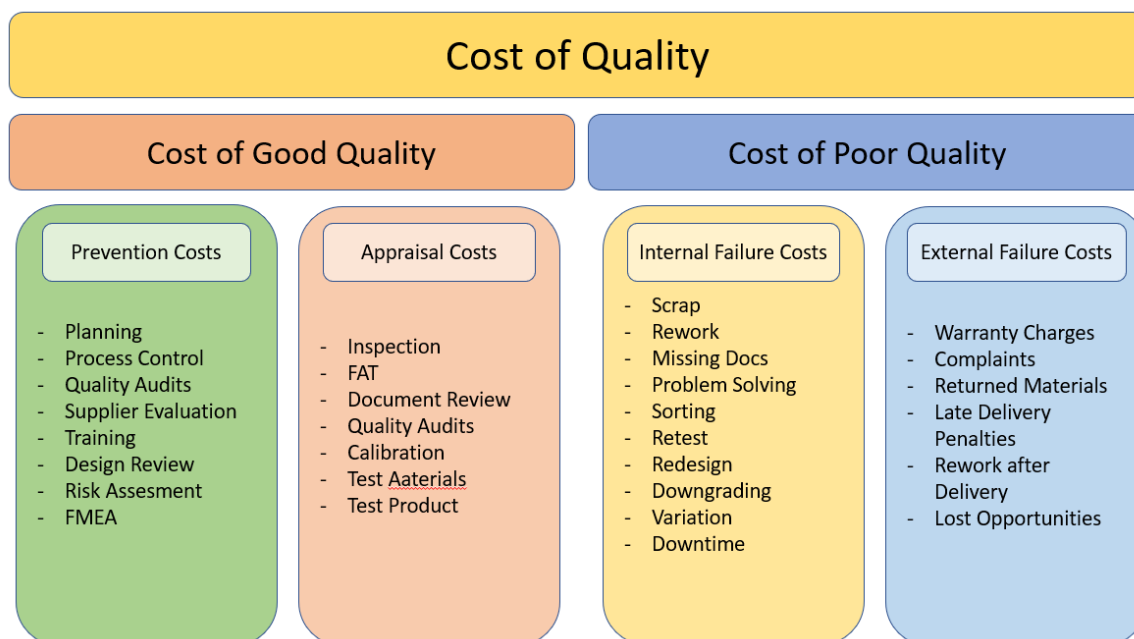 Cost of Quality
Cost of Good Quality
Cost of Poor Quality
Prevention Costs
- Planning
- Process Control
- Quality Audits
- Supplier Evaluation
- Training
- Design Review
- Risk Assesment
- FMEA
Appraisal Costs
- Inspection
- FAT
- Document Review
- Quality Audits
- Calibration
- Test Aaterials
- Test Product
Internal Failure Costs
- Scrap
- Rework
- Missing Docs
- Problem Solving
- Sorting
- Retest
- Redesign
- Downgrading
- Variation
- Downtime
External Failure Costs
- Warranty Charges
- Complaints
- Returned Materials
- Late Delivery
Penalties
- Rework after
Delivery
- Lost Opportunities